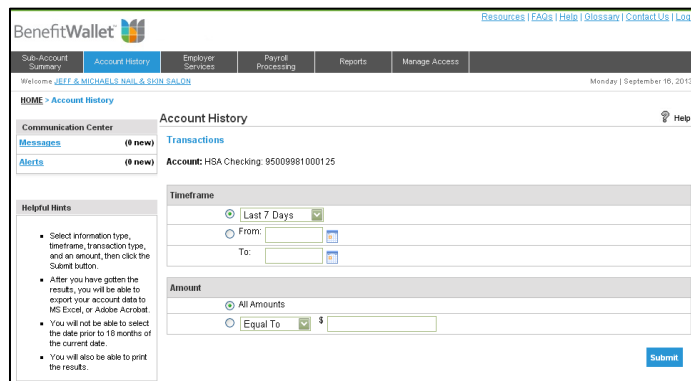 Resources | FAQs | Help | Glossary | Contact Us | Log
BenefitWallet
Sub-Account Summary
Account History
Employer Services
Payroll Processing
Reports
Manage Access
Welcome JEFF & MICHAELS NAIL & SKIN SALON
Monday | September 16, 2013
HOME > Account History
Communication Center
Messages (0 new)
Alerts (0 new)
Helpful Hints
Select information type,
timeframe, transaction type,
and an amount, then click the
Submit button.
After you have gotten the
results, you will be able to
export your account data to
MS Excel, or Adobe Acrobat.
You will not be able to select
the date prior to 18 months of
the current date.
You will also be able to print
the results.
Account History
Help
Transactions
Account: HSA Checking: 95009981000125
Timeframe
Last 7 Days
From:
To:
Amount
All Amounts
Equal To $
Submit